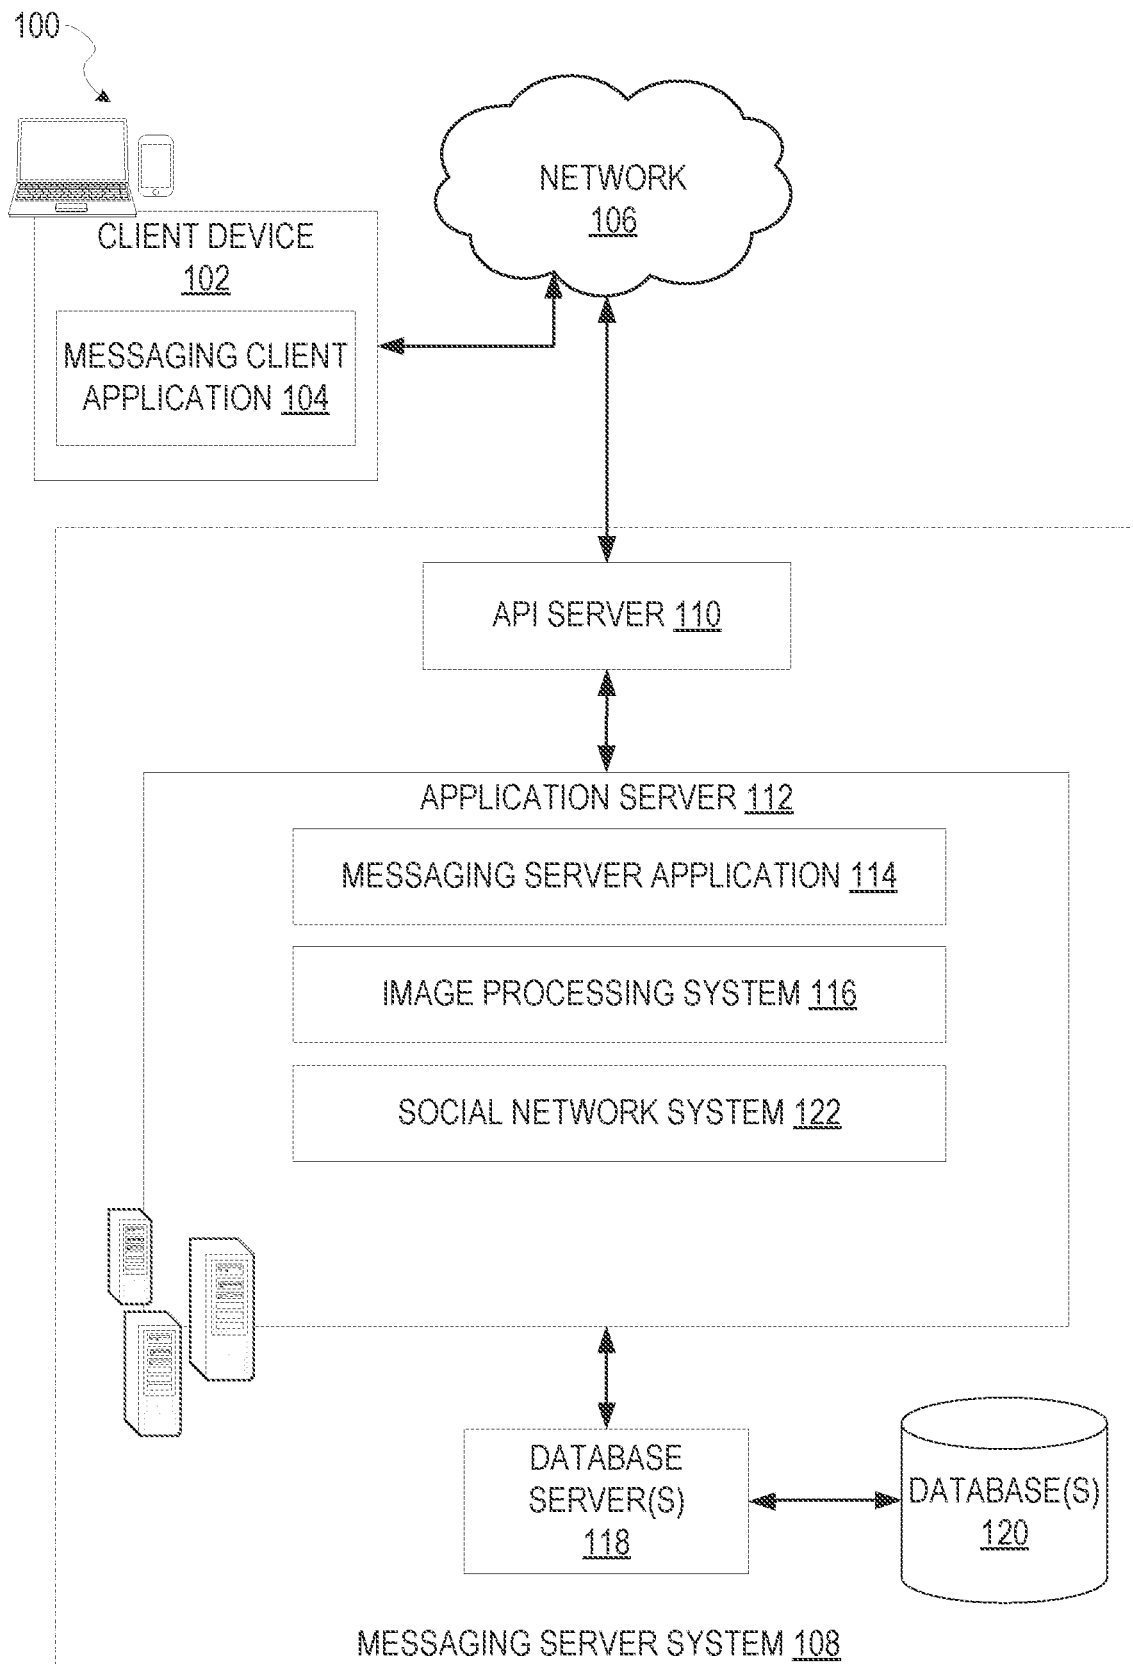 100
NETWORK
106
CLIENT DEVICE
102
MESSAGING CLIENT
APPLICATION 104
API SERVER 110
APPLICATION SERVER 112
MESSAGING SERVER APPLICATION 114
IMAGE PROCESSING SYSTEM 116
SOCIAL NETWORK SYSTEM 122
DATABASE
SERVER(S)
118
DATABASE(S)
120
MESSAGING SERVER SYSTEM 108